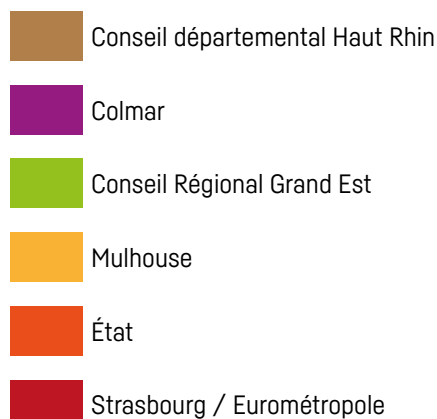 Conseil départemental Haut Rhin
Colmar
Conseil Régional Grand Est
Mulhouse
État
Strasbourg / Eurométropole